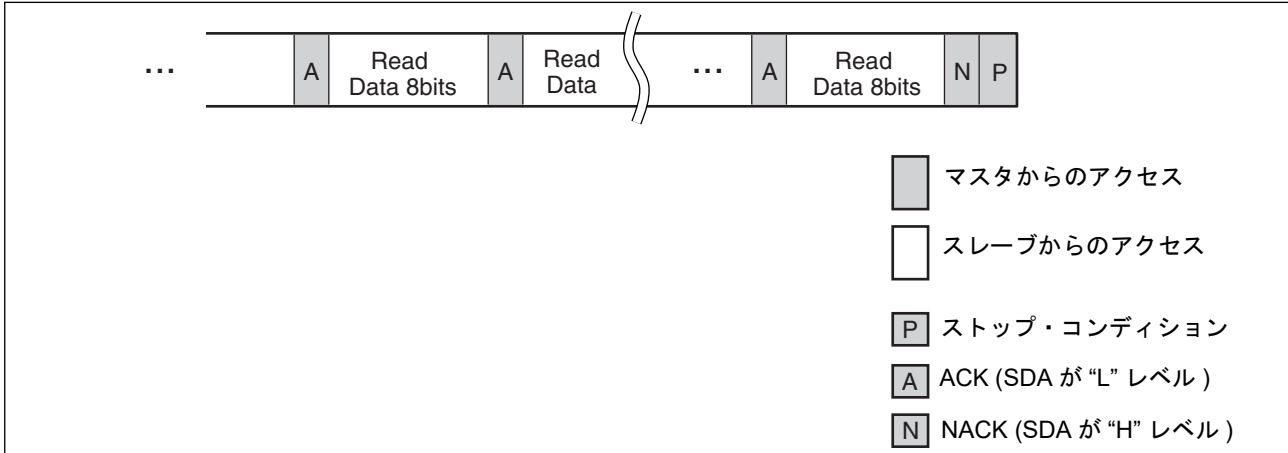 ...
A
Read
Data 8bits
A
Read
Data
...
A
Read
Data 8bits
N
P
マスタからのアクセス
スレーブからのアクセス
P ストップ・コンディション
A ACK (SDA が “L” レベル )
N NACK (SDA が “H” レベル )